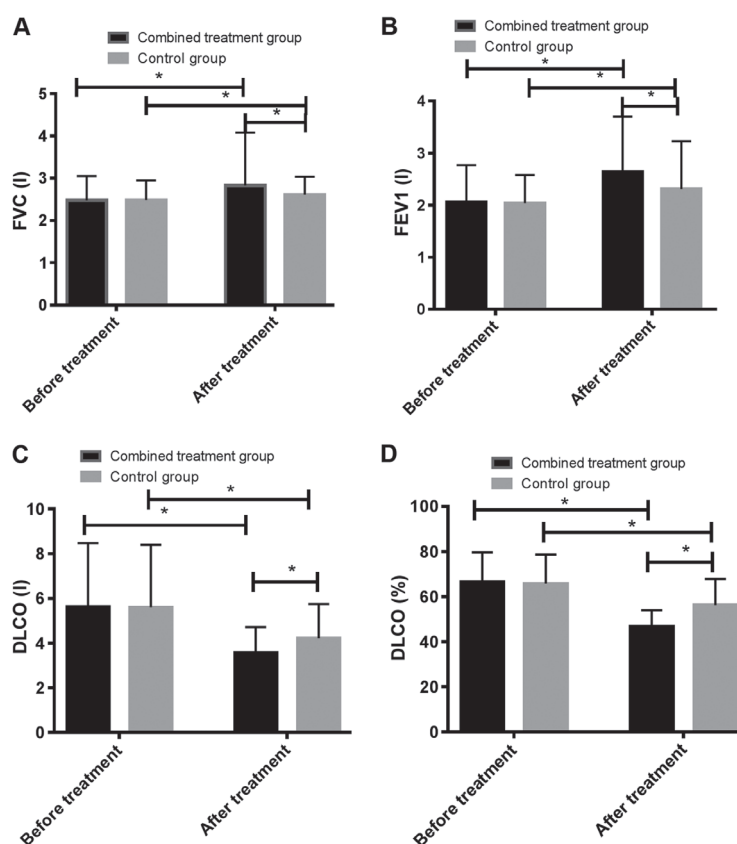 A
Combined treatment group
Control group
*
*
*
5
4
3
2
1
0
FVC (l)
Before treatment
After treatment
B
Combined treatment group
Control group
*
*
*
4
3
2
1
0
FEV1 (l)
Before treatment
After treatment
C
Combined treatment group
Control group
*
*
*
10
8
6
4
2
0
DLCO (l)
Before treatment
After treatment
D
Combined treatment group
Control group
*
*
*
100
80
60
40
20
0
DLCO (%)
Before treatment
After treatment